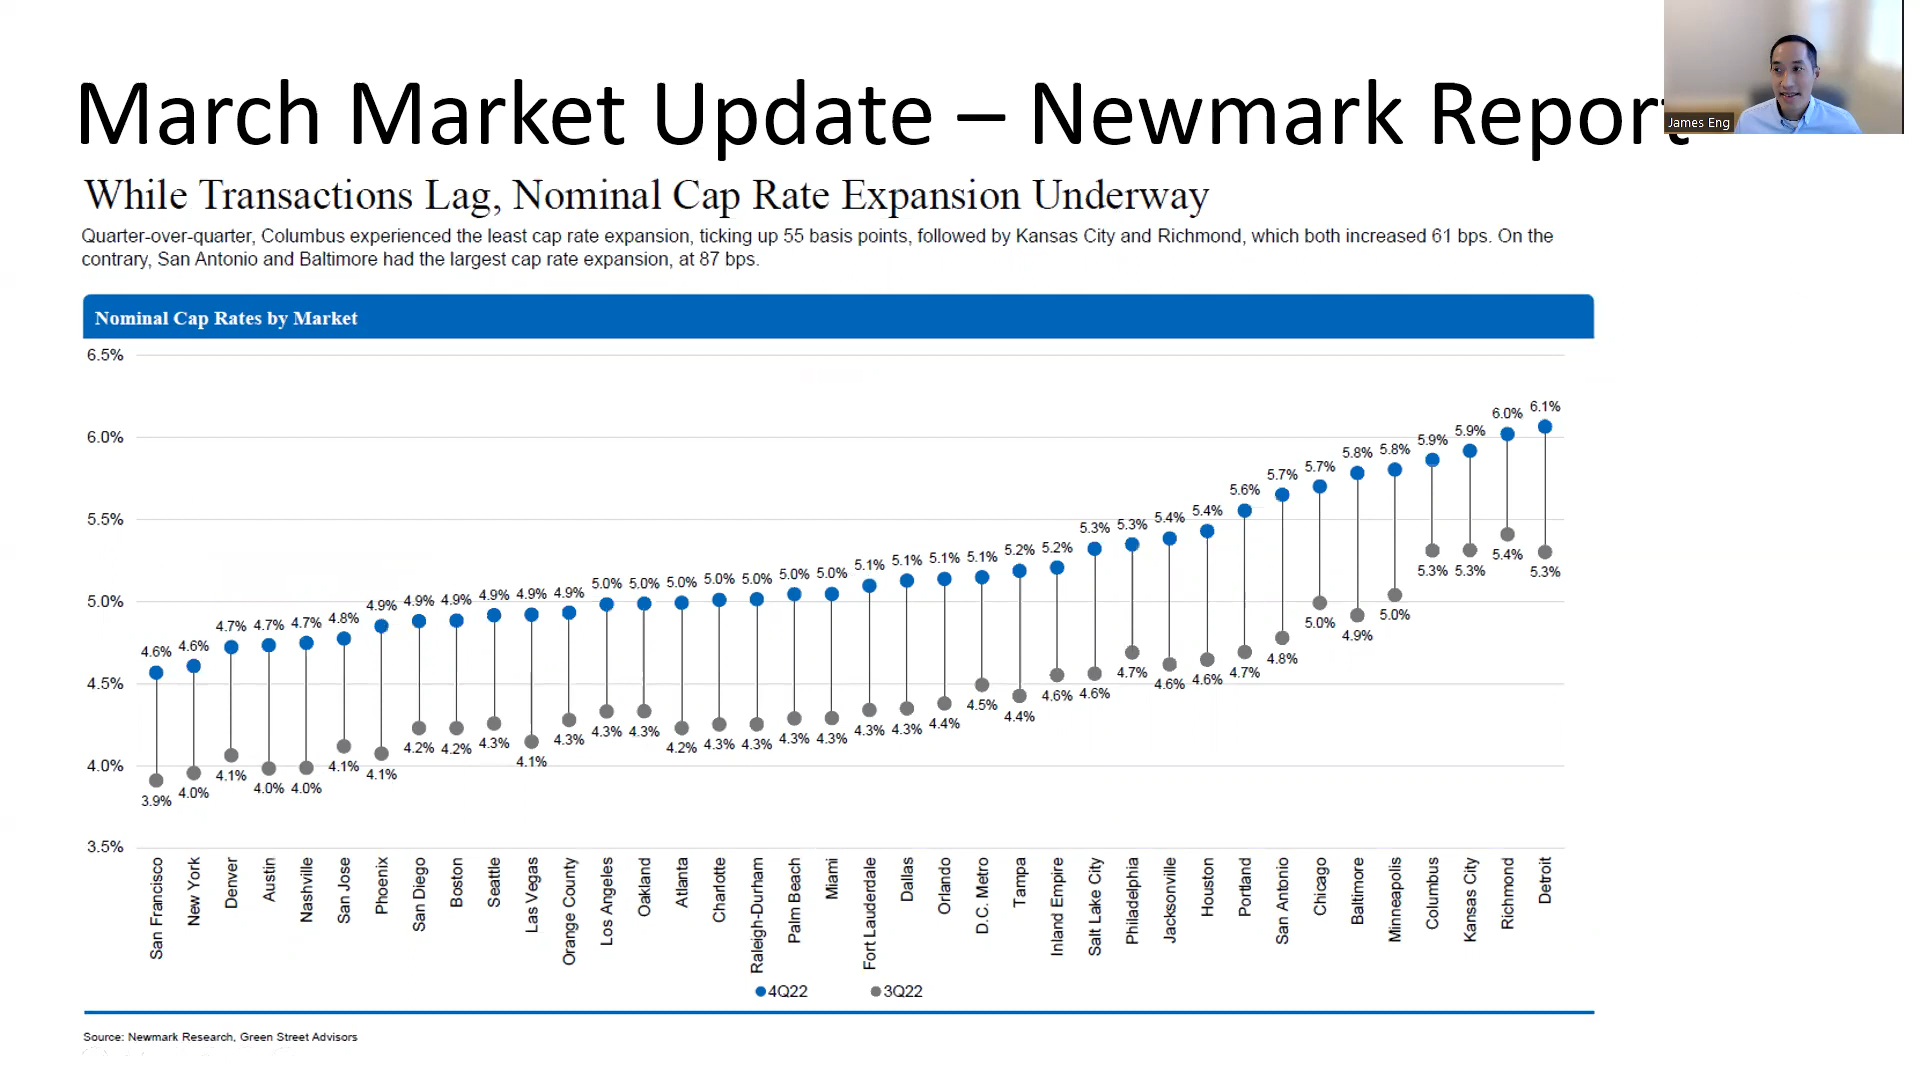 March Market Update – Newmark Report
James Eng
While Transactions Lag, Nominal Cap Rate Expansion Underway
Quarter-over-quarter, Columbus experienced the least cap rate expansion, ticking up 55 basis points, followed by Kansas City and Richmond, which both increased 61 bps. On the
contrary, San Antonio and Baltimore had the largest cap rate expansion, at 87 bps.
Nominal Cap Rates by Market
6.5%
6.0%
5.5%
5.0%
4.5%
4.0%
3.5%
4.6% 4.6% 4.7% 4.7% 4.7% 4.8% 4.9% 4.9% 4.9% 4.9% 4.9% 4.9% 5.0% 5.0% 5.0% 5.0% 5.0% 5.0% 5.0% 5.1% 5.1% 5.1% 5.1% 5.2% 5.2% 5.3% 5.3% 5.4% 5.4% 5.6% 5.7% 5.7% 5.8% 5.8% 5.9% 5.9% 6.0% 6.1%
3.9% 4.0% 4.1% 4.0% 4.0% 4.1% 4.1% 4.2% 4.2% 4.3% 4.1% 4.3% 4.3% 4.3% 4.2% 4.3% 4.3% 4.3% 4.3% 4.3% 4.3% 4.4% 4.5% 4.4% 4.6% 4.6% 4.7% 4.6% 4.6% 4.7% 4.8% 5.0% 4.9% 5.0% 5.3% 5.3% 5.4% 5.3%
San Francisco
New York
Denver
Austin
Nashville
San Jose
Phoenix
San Diego
Boston
Seattle
Las Vegas
Orange County
Los Angeles
Oakland
Atlanta
Charlotte
Raleigh-Durham
Palm Beach
Miami
Fort Lauderdale
Dallas
Orlando
D.C. Metro
Tampa
Inland Empire
Salt Lake City
Philadelphia
Jacksonville
Houston
Portland
San Antonio
Chicago
Baltimore
Minneapolis
Columbus
Kansas City
Richmond
Detroit
4Q22 3Q22
Source: Newmark Research, Green Street Advisors